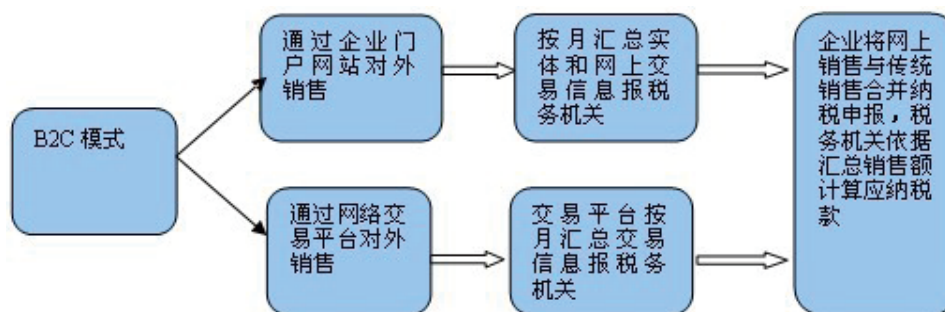 B2C 模式
通过企业门
户网站对外
销售
按月汇总实
体和网上交
易信息报税
务机关
通过网络交
易平台对外
销售
交易平台按
月汇总交易
信息报税务
机关
企业将网上
销售与传统
销售合并纳
税申报，税
务机关依据
汇总销售额
计算应纳税
款